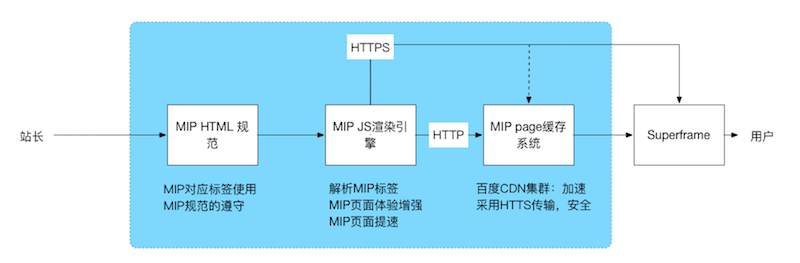 HTTPS
站长
MIP HTML 规
范
MIP JS渲染引
擎
HTTP
MIP page缓存
系统
Superframe
用户
MIP对应标签使用
MIP规范的遵守
解析MIP标签
MIP页面体验增强
MIP页面提速
百度CDN集群：加速
采用HTTS传输，安全